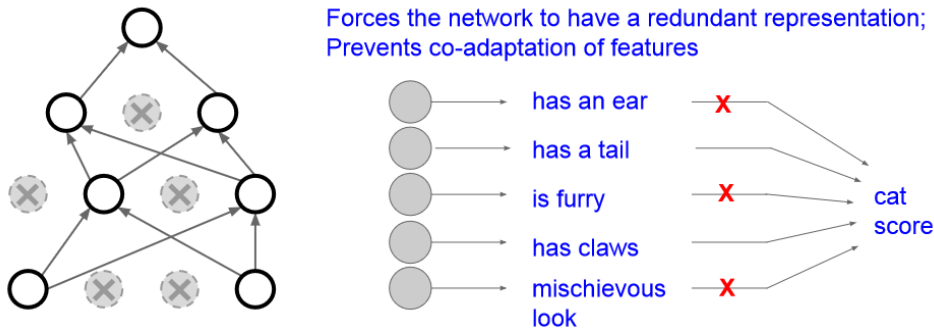 Forces the network to have a redundant representation;
Prevents co-adaptation of features
has an ear
X
has a tail
is furry
X
cat
score
has claws
mischievous
look
X